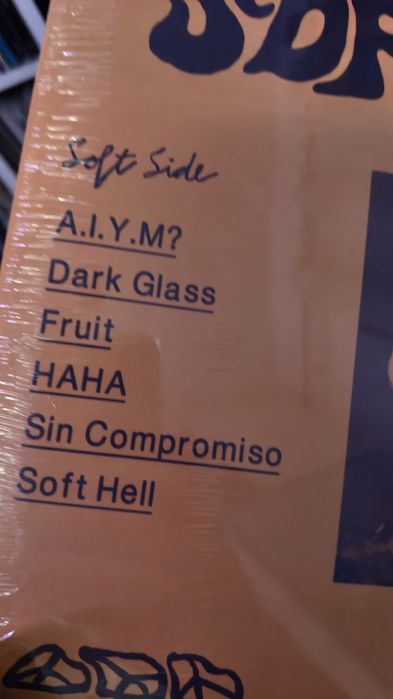 Soft Side
A.I.Y.M?
Dark Glass
Fruit
HAHA
Sin Compromiso
Soft Hell